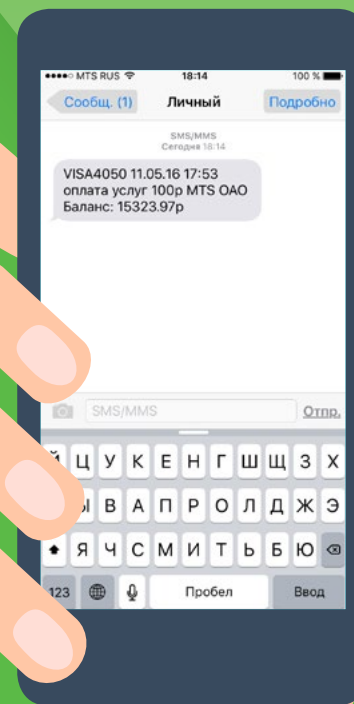 MTS RUS 18:14 100 %
Сообщ. (1) Личный Подробно
SMS/MMS
Сегодня 18:14
VISA4050 11.05.16 17:53
оплата услуг 100р MTS OAO
Баланс: 15323.97р
SMS/MMS Отпр.
Й Ц У К Е Н Г Ш Щ З Х
Ы В А П Р О Л Д Ж Э
Я Ч С М И Т Ь Б Ю
123 Пробел Ввод